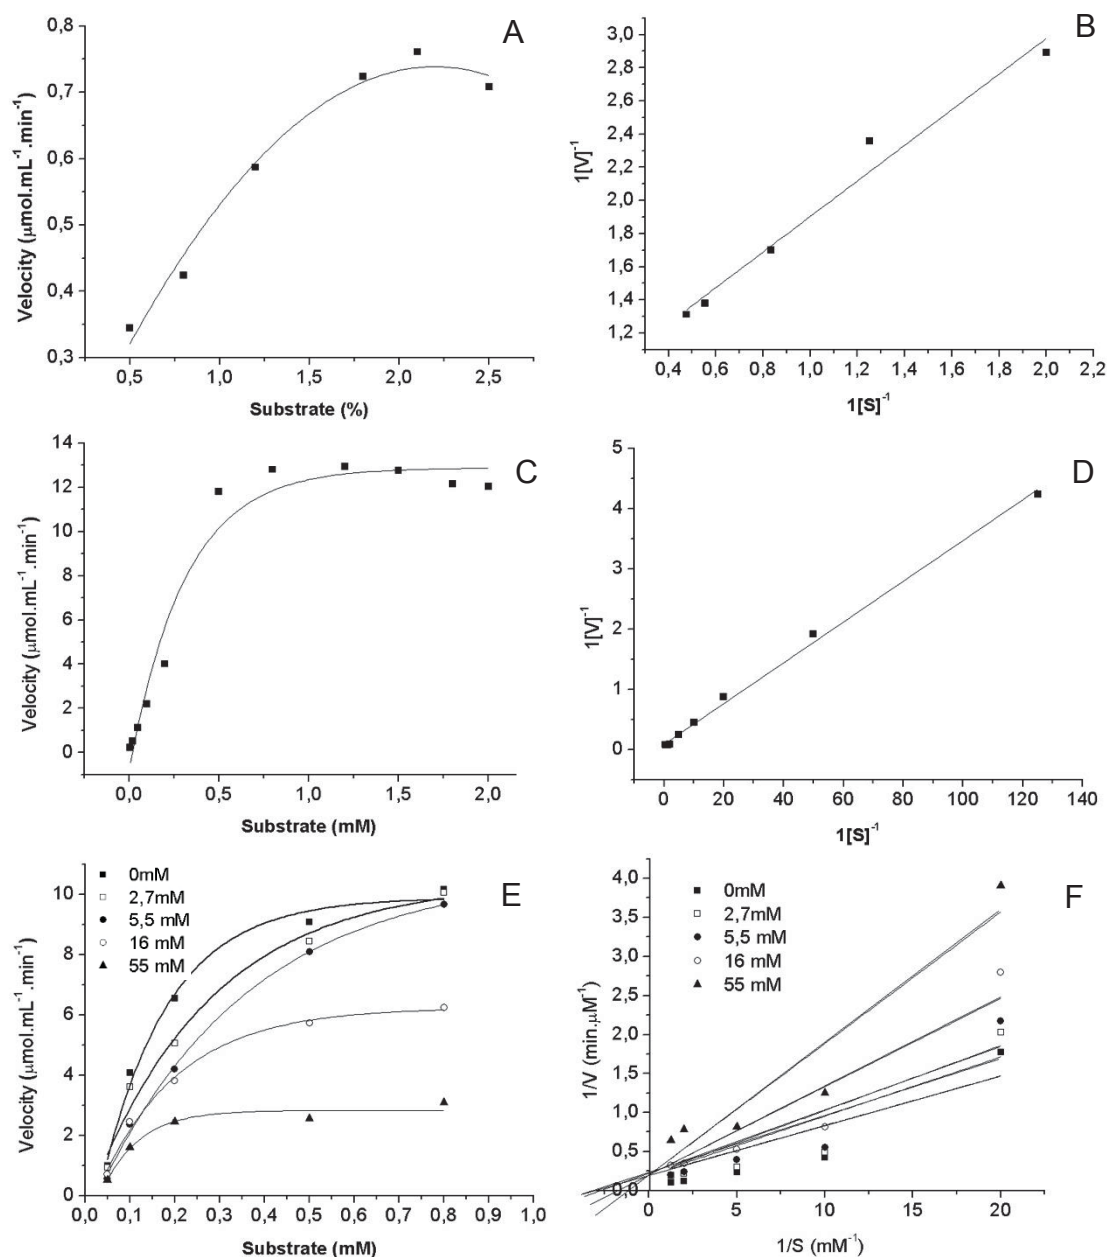 A
Velocity (μmol.mL⁻¹.min⁻¹)
0,8
0,7
0,6
0,5
0,4
0,3
0,5 1,0 1,5 2,0 2,5
Substrate (%)
B
1[V]⁻¹
3,0
2,8
2,6
2,4
2,2
2,0
1,8
1,6
1,4
1,2
0,4 0,6 0,8 1,0 1,2 1,4 1,6 1,8 2,0 2,2
1[S]⁻¹
C
Velocity (μmol.mL⁻¹.min⁻¹)
14
12
10
8
6
4
2
0
0,0 0,5 1,0 1,5 2,0
Substrate (mM)
D
1[V]⁻¹
5
4
3
2
1
0
0 20 40 60 80 100 120 140
1[S]⁻¹
E
0mM
2,7mM
5,5 mM
16 mM
55 mM
Velocity (μmol.mL⁻¹.min⁻¹)
10
8
6
4
2
0
0,0 0,1 0,2 0,3 0,4 0,5 0,6 0,7 0,8 0,9
Substrate (mM)
F
0mM
2,7mM
5,5 mM
16 mM
55 mM
1/V (min.μM⁻¹)
4,0
3,5
3,0
2,5
2,0
1,5
1,0
0,5
0,0
0 5 10 15 20
1/S (mM⁻¹)